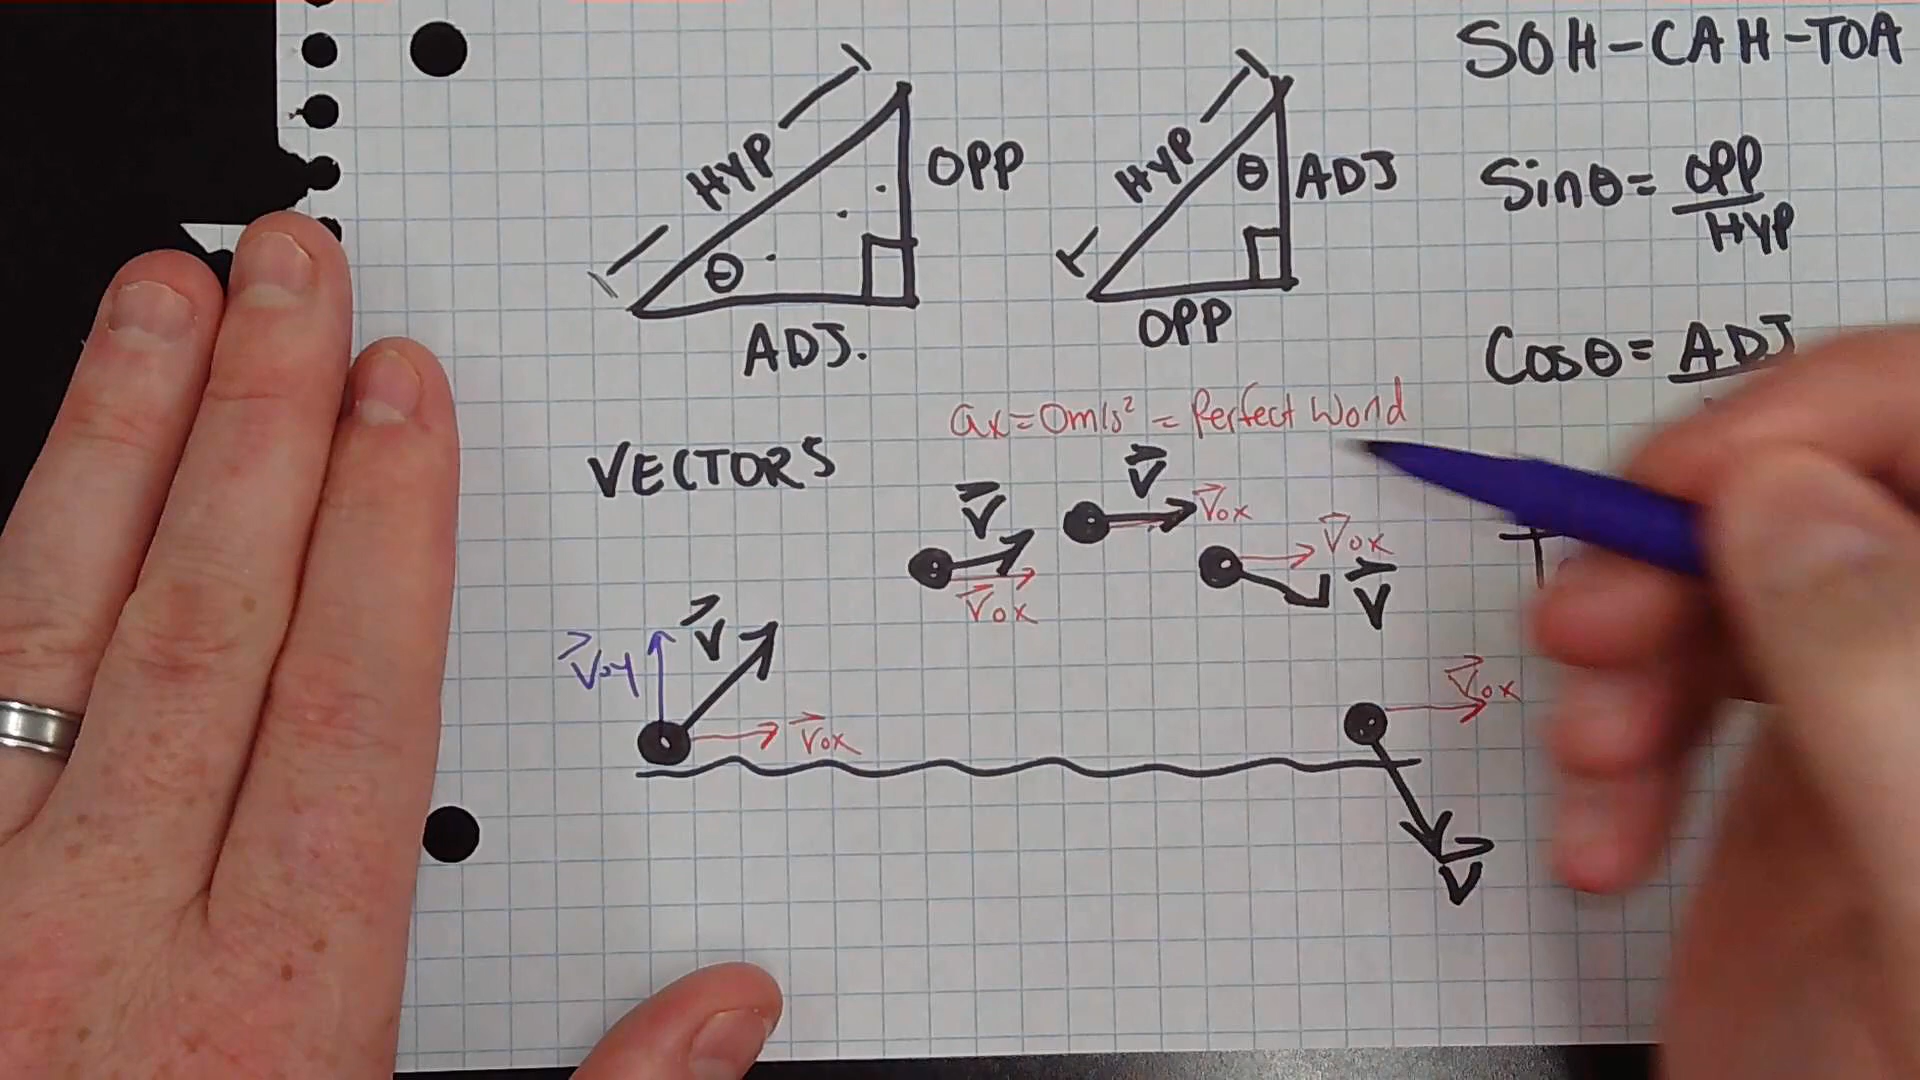 SOH-CAH-TOA
HYP
OPP
θ
ADJ.
HYP
θ
ADJ
OPP
Sinθ = OPP
HYP
Cosθ = ADJ
ax = 0m/s² = Perfect World
VECTORS
V
V
Vox
V
Vox
Vox
V
Voy
V
Vox
Vox
V